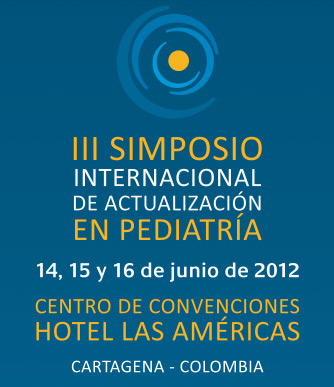 III SIMPOSIO
INTERNACIONAL
DE ACTUALIZACIÓN
EN PEDIATRÍA
14, 15 y 16 de junio de 2012
CENTRO DE CONVENCIONES
HOTEL LAS AMÉRICAS
CARTAGENA - COLOMBIA